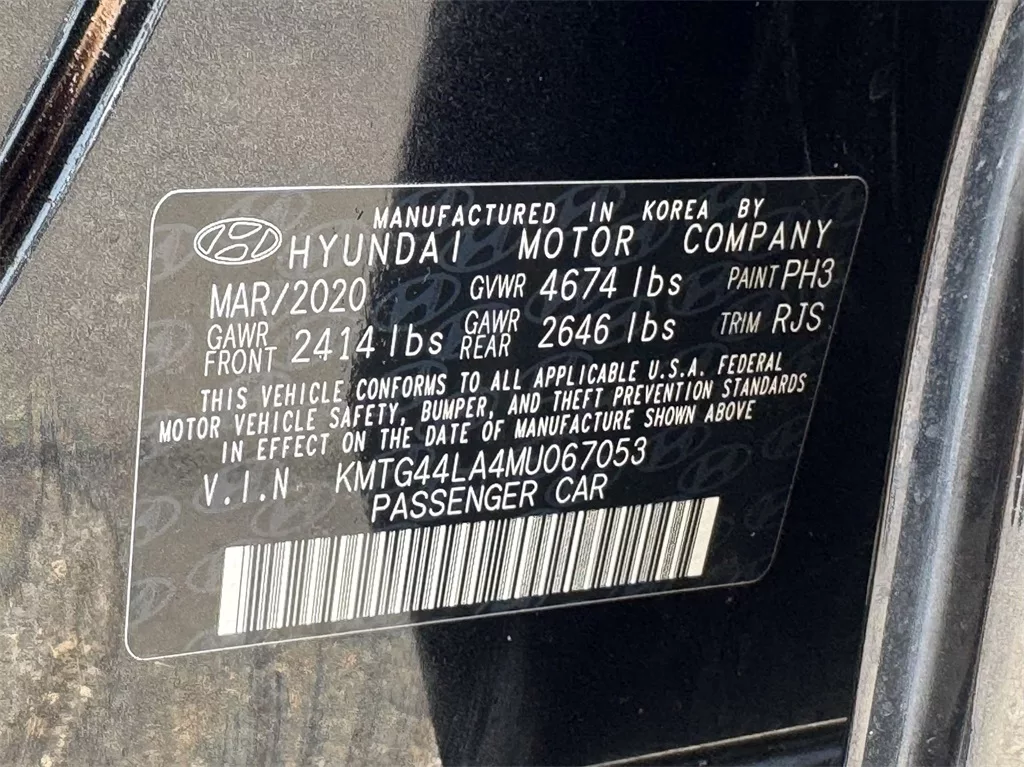 MANUFACTURED IN KOREA BY
HYUNDAI MOTOR COMPANY
MAR/2020 GVWR 4674 lbs PAINT PH3
GAWR FRONT 2414 lbs GAWR REAR 2646 lbs TRIM RJS
THIS VEHICLE CONFORMS TO ALL APPLICABLE U.S.A. FEDERAL
MOTOR VEHICLE SAFETY, BUMPER, AND THEFT PREVENTION STANDARDS
IN EFFECT ON THE DATE OF MANUFACTURE SHOWN ABOVE
V.I.N KMTG44LA4MU067053
PASSENGER CAR